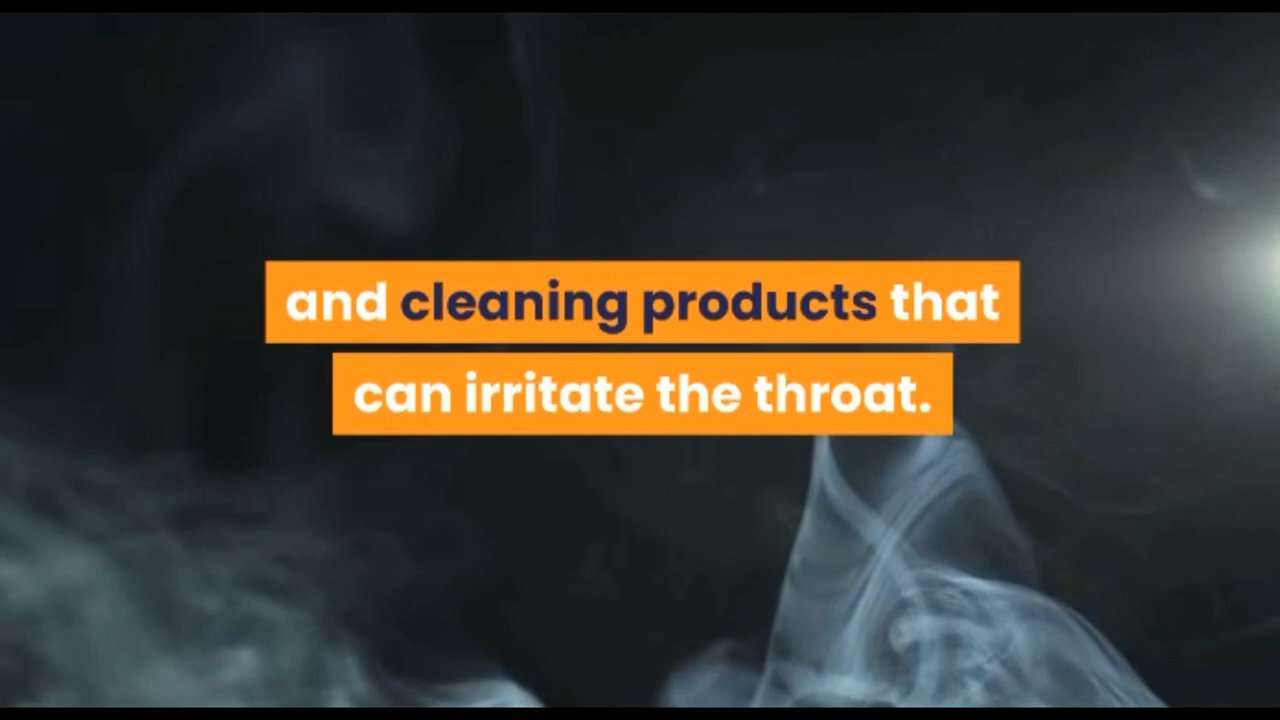 and cleaning products that
can irritate the throat.